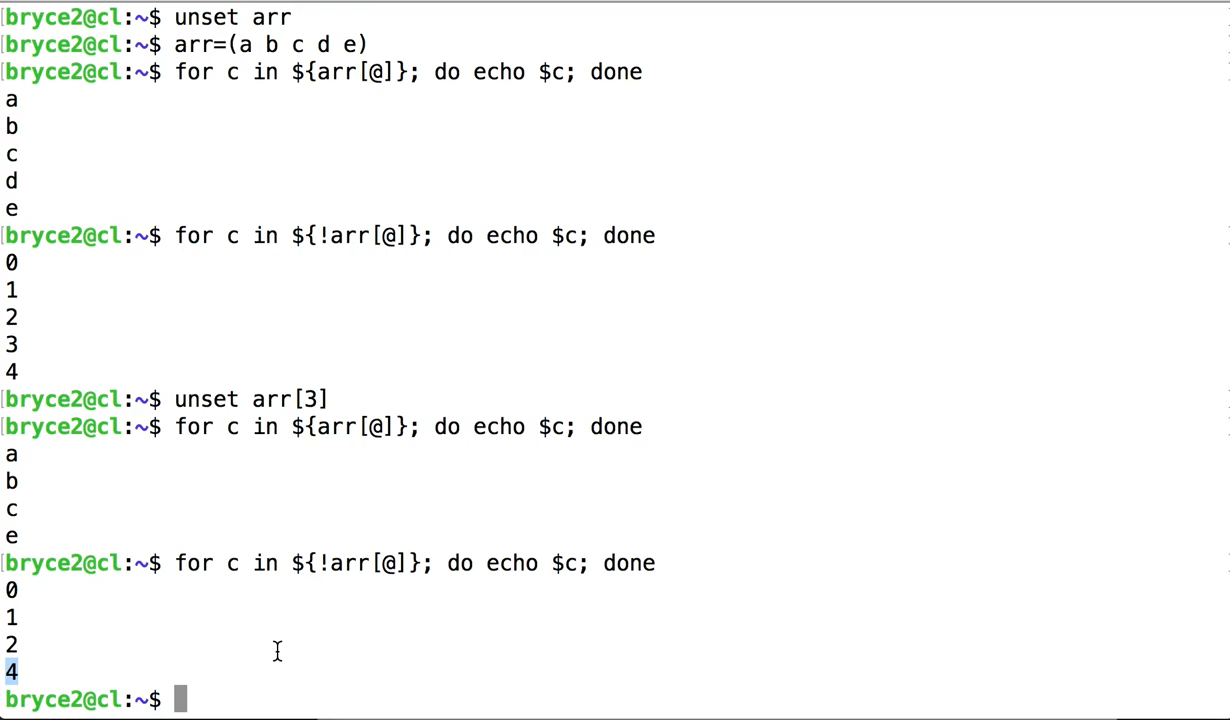 bryce2@cl:~$ unset arr
bryce2@cl:~$ arr=(a b c d e)
bryce2@cl:~$ for c in ${arr[@]}; do echo $c; done
a
b
c
d
e
bryce2@cl:~$ for c in ${!arr[@]}; do echo $c; done
0
1
2
3
4
bryce2@cl:~$ unset arr[3]
bryce2@cl:~$ for c in ${arr[@]}; do echo $c; done
a
b
c
e
bryce2@cl:~$ for c in ${!arr[@]}; do echo $c; done
0
1
2
4
bryce2@cl:~$